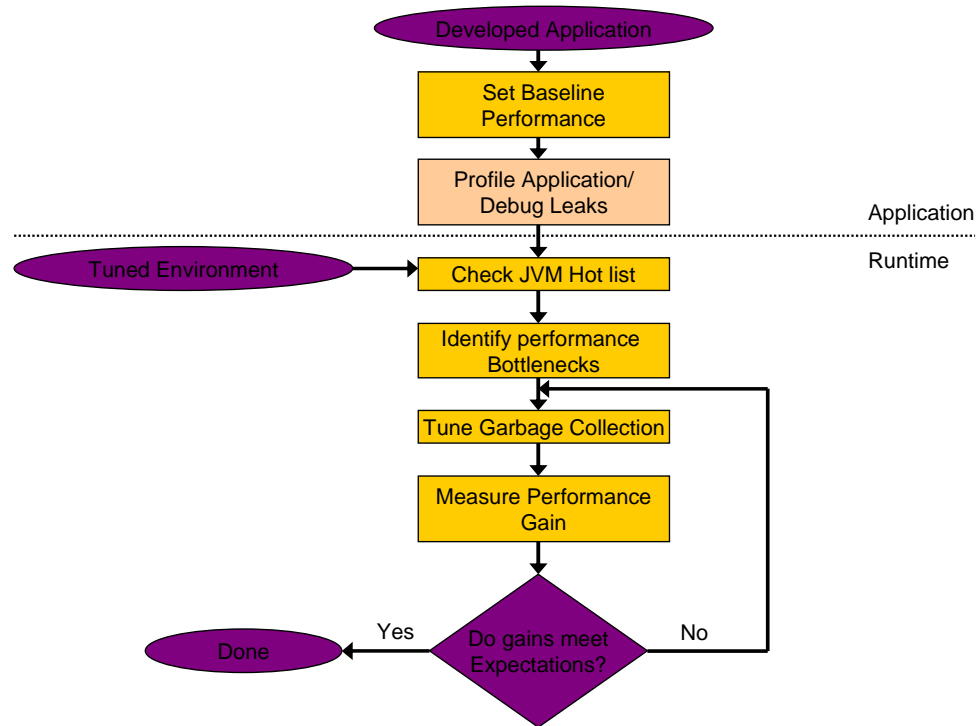 Developed Application
Set Baseline
Performance
Profile Application/
Debug Leaks
Application
Tuned Environment
Check JVM Hot list
Runtime
Identify performance
Bottlenecks
Tune Garbage Collection
Measure Performance
Gain
Yes
No
Done
Do gains meet
Expectations?